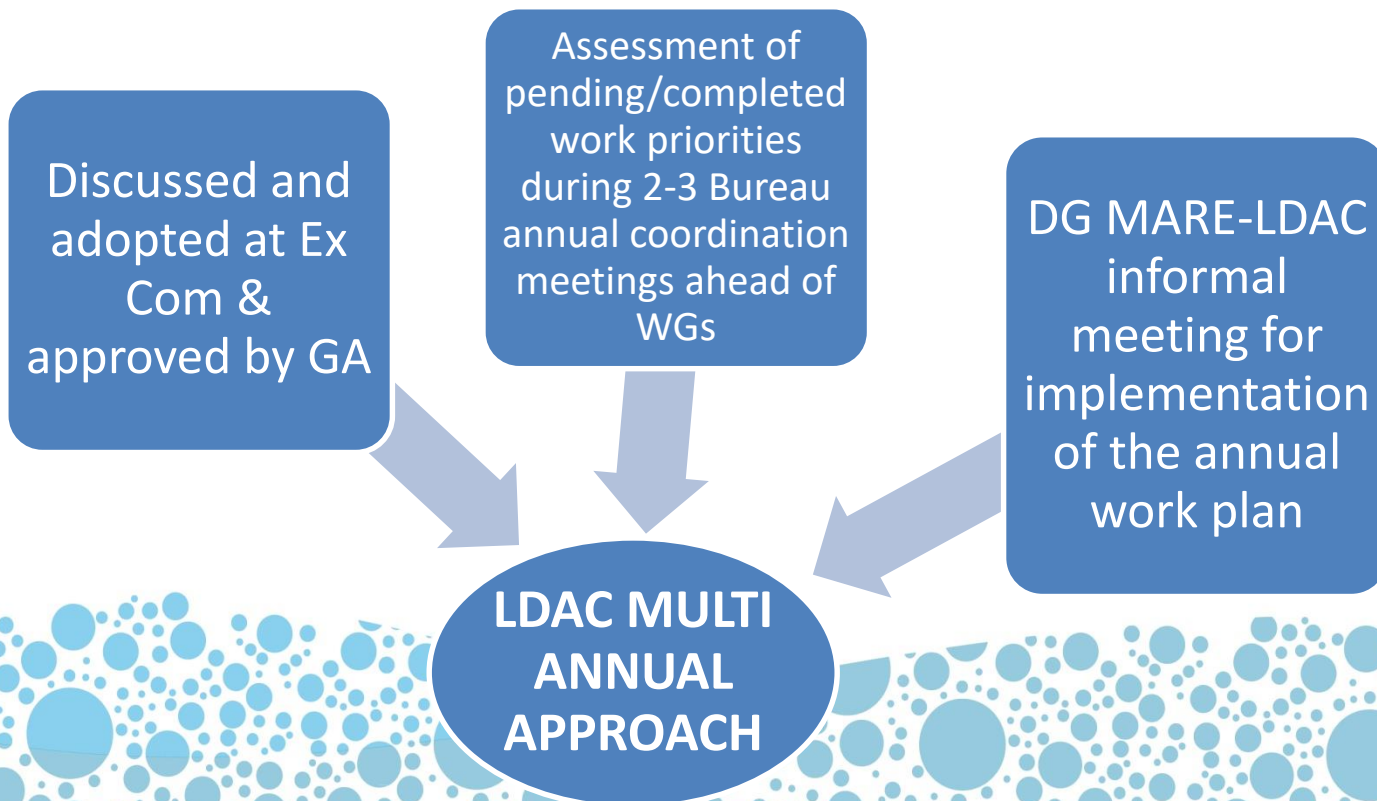 Discussed and
adopted at Ex
Com &
approved by GA
Assessment of
pending/completed
work priorities
during 2-3 Bureau
annual coordination
meetings ahead of
WGs
DG MARE-LDAC
informal
meeting for
implementation
of the annual
work plan
LDAC MULTI
ANNUAL
APPROACH